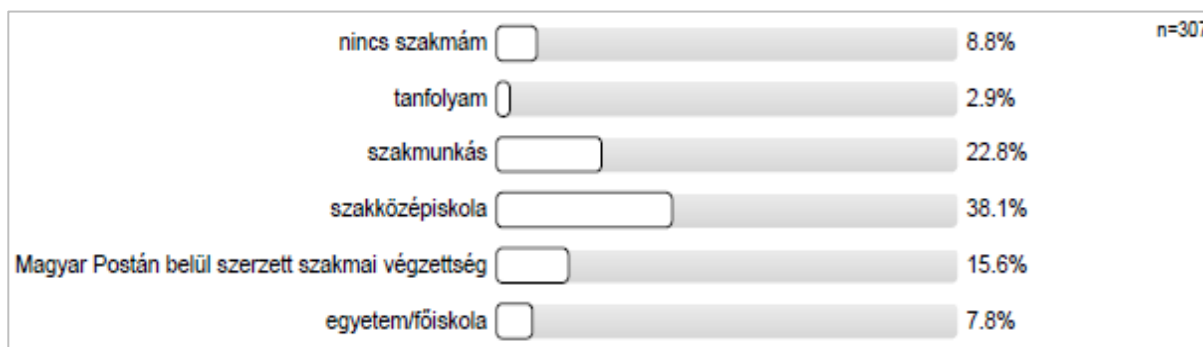 n=307
nincs szakmám 8.8%
tanfolyam 2.9%
szakmunkás 22.8%
szakközépiskola 38.1%
Magyar Postán belül szerzett szakmai végzettség 15.6%
egyetem/főiskola 7.8%